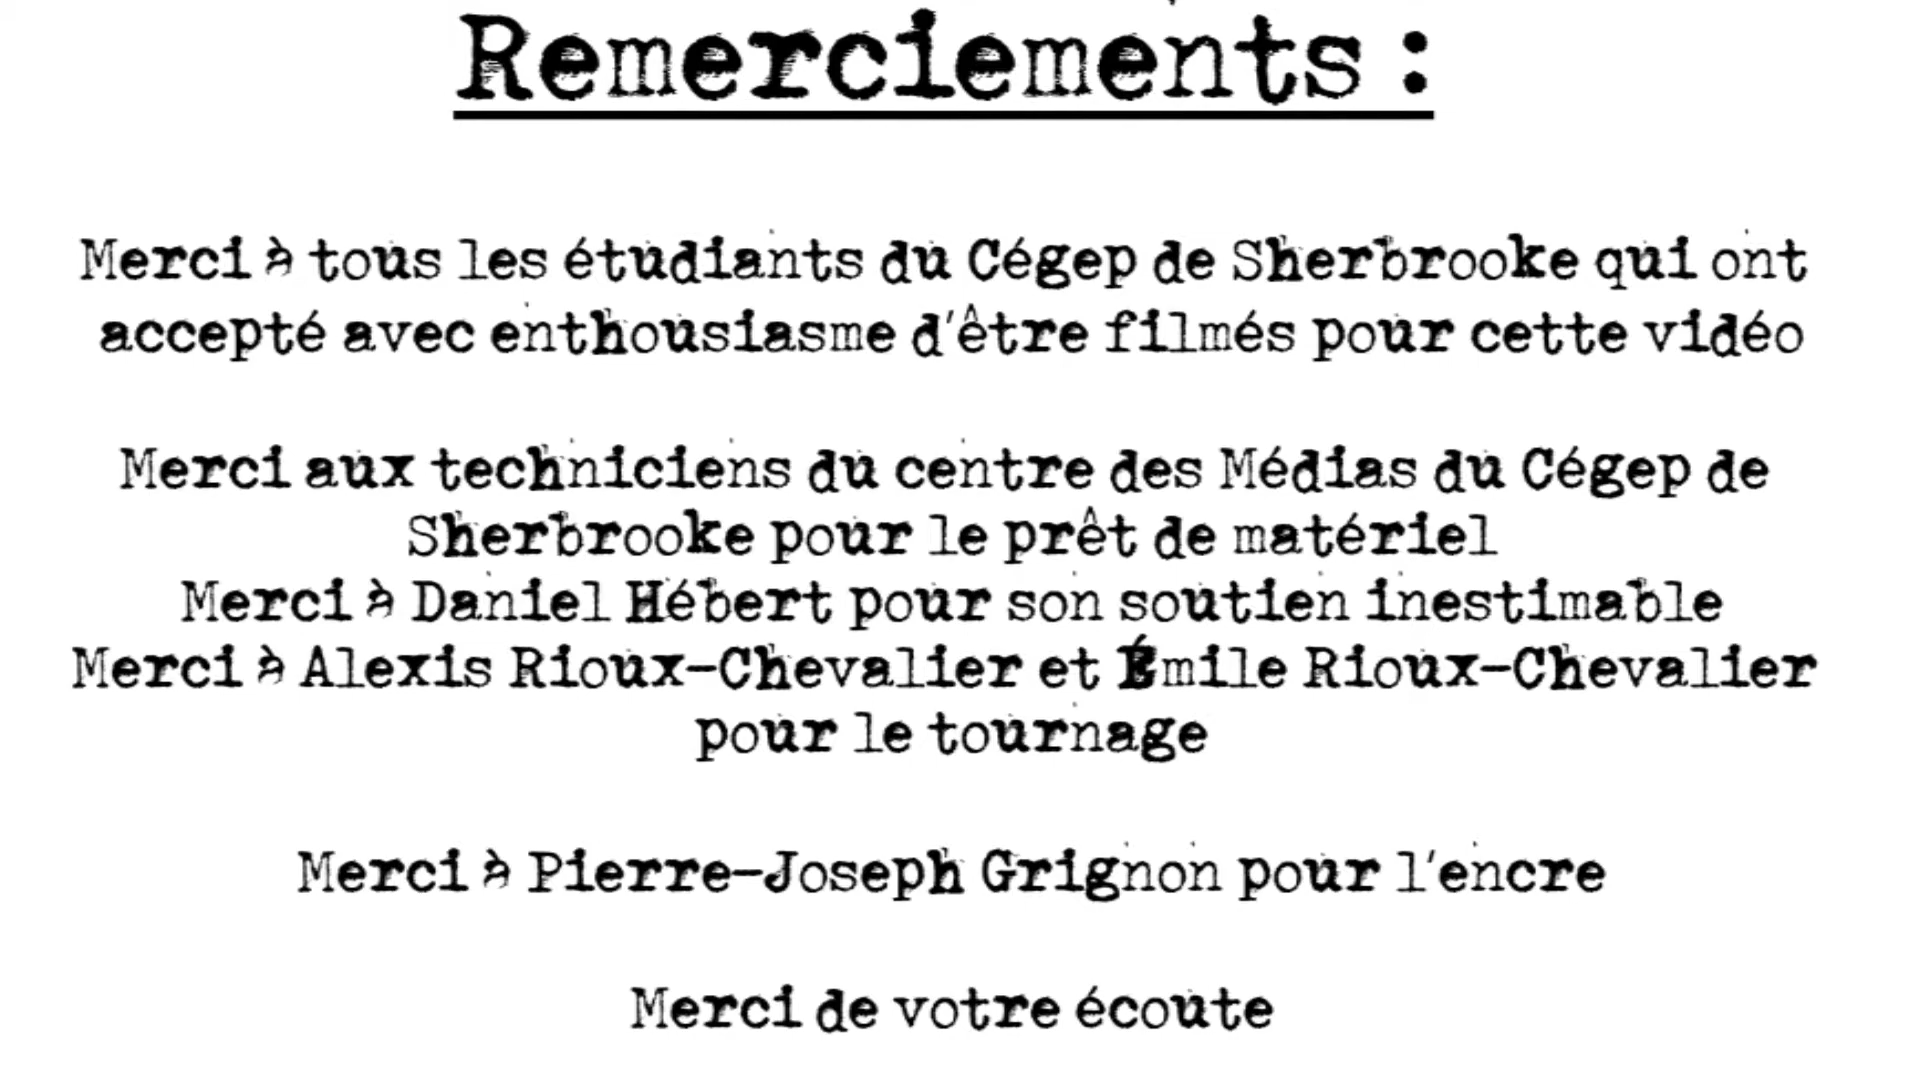 Remerciements :
Merci à tous les étudiants du Cégep de Sherbrooke qui ont
accepté avec enthousiasme d'être filmés pour cette vidéo
Merci aux techniciens du centre des Médias du Cégep de
Sherbrooke pour le prêt de matériel
Merci à Daniel Hébert pour son soutien inestimable
Merci à Alexis Rioux-Chevalier et Émile Rioux-Chevalier
pour le tournage
Merci à Pierre-Joseph Grignon pour l'encre
Merci de votre écoute